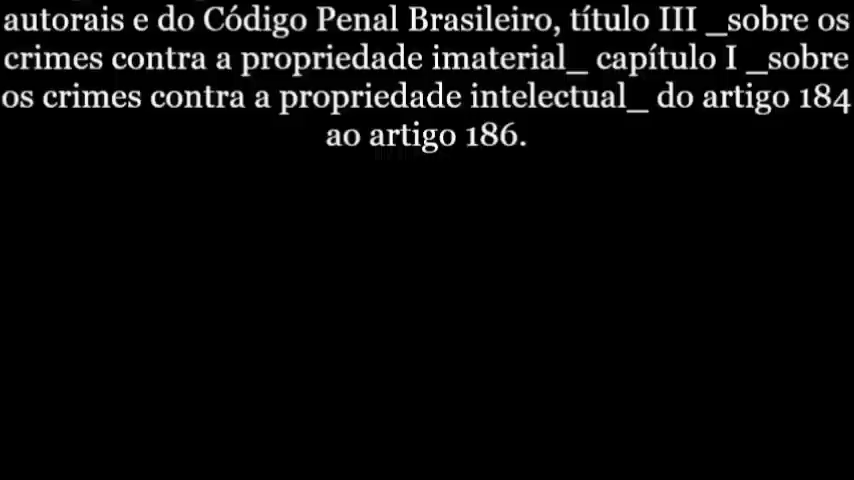 autorais e do Código Penal Brasileiro, título III _sobre os
crimes contra a propriedade imaterial_ capítulo I _sobre
os crimes contra a propriedade intelectual_ do artigo 184
ao artigo 186.